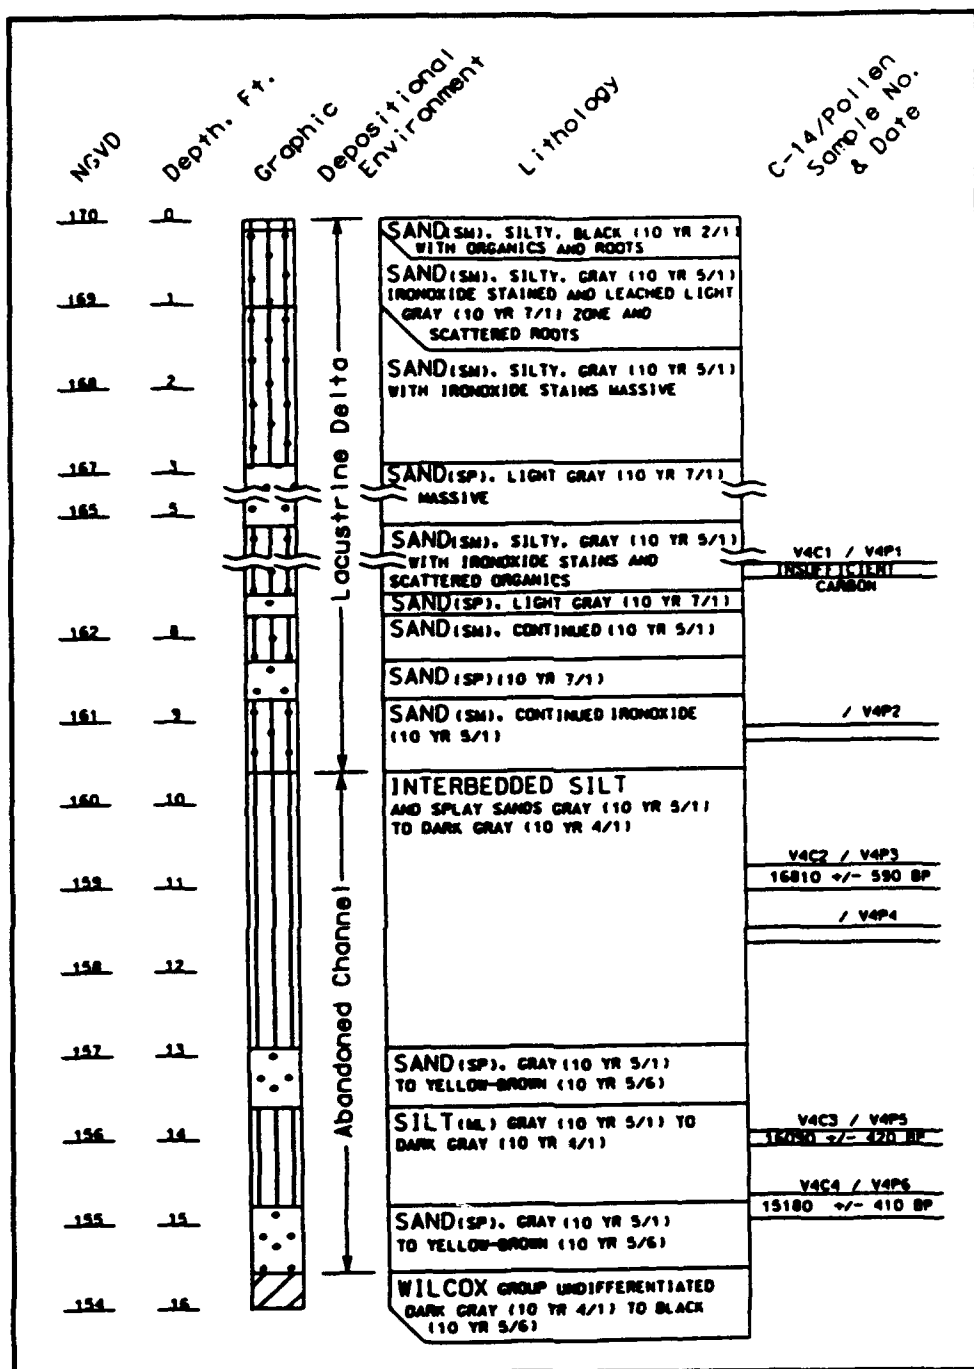 NGVD
Depth. Ft.
Graphic
Depositional
Environment
Lithology
C-14/Pollen
Sample No.
& Date
170 0
SAND(SM). SILTY. BLACK (10 YR 2/1)
WITH ORGANICS AND ROOTS
SAND(SM). SILTY. GRAY (10 YR 5/1)
IRONOXIDE STAINED AND LEACHED LIGHT
GRAY (10 YR 7/1) ZONE AND
SCATTERED ROOTS
169 1
SAND(SM). SILTY. GRAY (10 YR 5/1)
WITH IRONOXIDE STAINS MASSIVE
168 2
Lacustrine Delta
167 3
SAND(SP). LIGHT GRAY (10 YR 7/1)
MASSIVE
165 5
SAND(SM). SILTY. GRAY (10 YR 5/1)
WITH IRONOXIDE STAINS AND
SCATTERED ORGANICS
V4C1 / V4P1
INSUFFICIENT
CARBON
SAND(SP). LIGHT GRAY (10 YR 7/1)
162 8
SAND(SM). CONTINUED (10 YR 5/1)
SAND(SP)(10 YR 7/1)
161 9
SAND (SM). CONTINUED IRONOXIDE
(10 YR 5/1)
/ V4P2
INTERBEDDED SILT
AND SPLAY SANDS GRAY (10 YR 5/1)
TO DARK GRAY (10 YR 4/1)
160 10
V4C2 / V4P3
16810 +/- 590 BP
159 11
/ V4P4
158 12
Abandoned Channel
157 13
SAND(SP). GRAY (10 YR 5/1)
TO YELLOW-BROWN (10 YR 5/6)
156 14
SILT(ML) GRAY (10 YR 5/1) TO
DARK GRAY (10 YR 4/1)
V4C3 / V4P5
16090 +/- 420 BP
V4C4 / V4P6
15180 +/- 410 BP
155 15
SAND(SP). GRAY (10 YR 5/1)
TO YELLOW-BROWN (10 YR 5/6)
154 16
WILCOX GROUP UNDIFFERENTIATED
DARK GRAY (10 YR 4/1) TO BLACK
(10 YR 5/6)